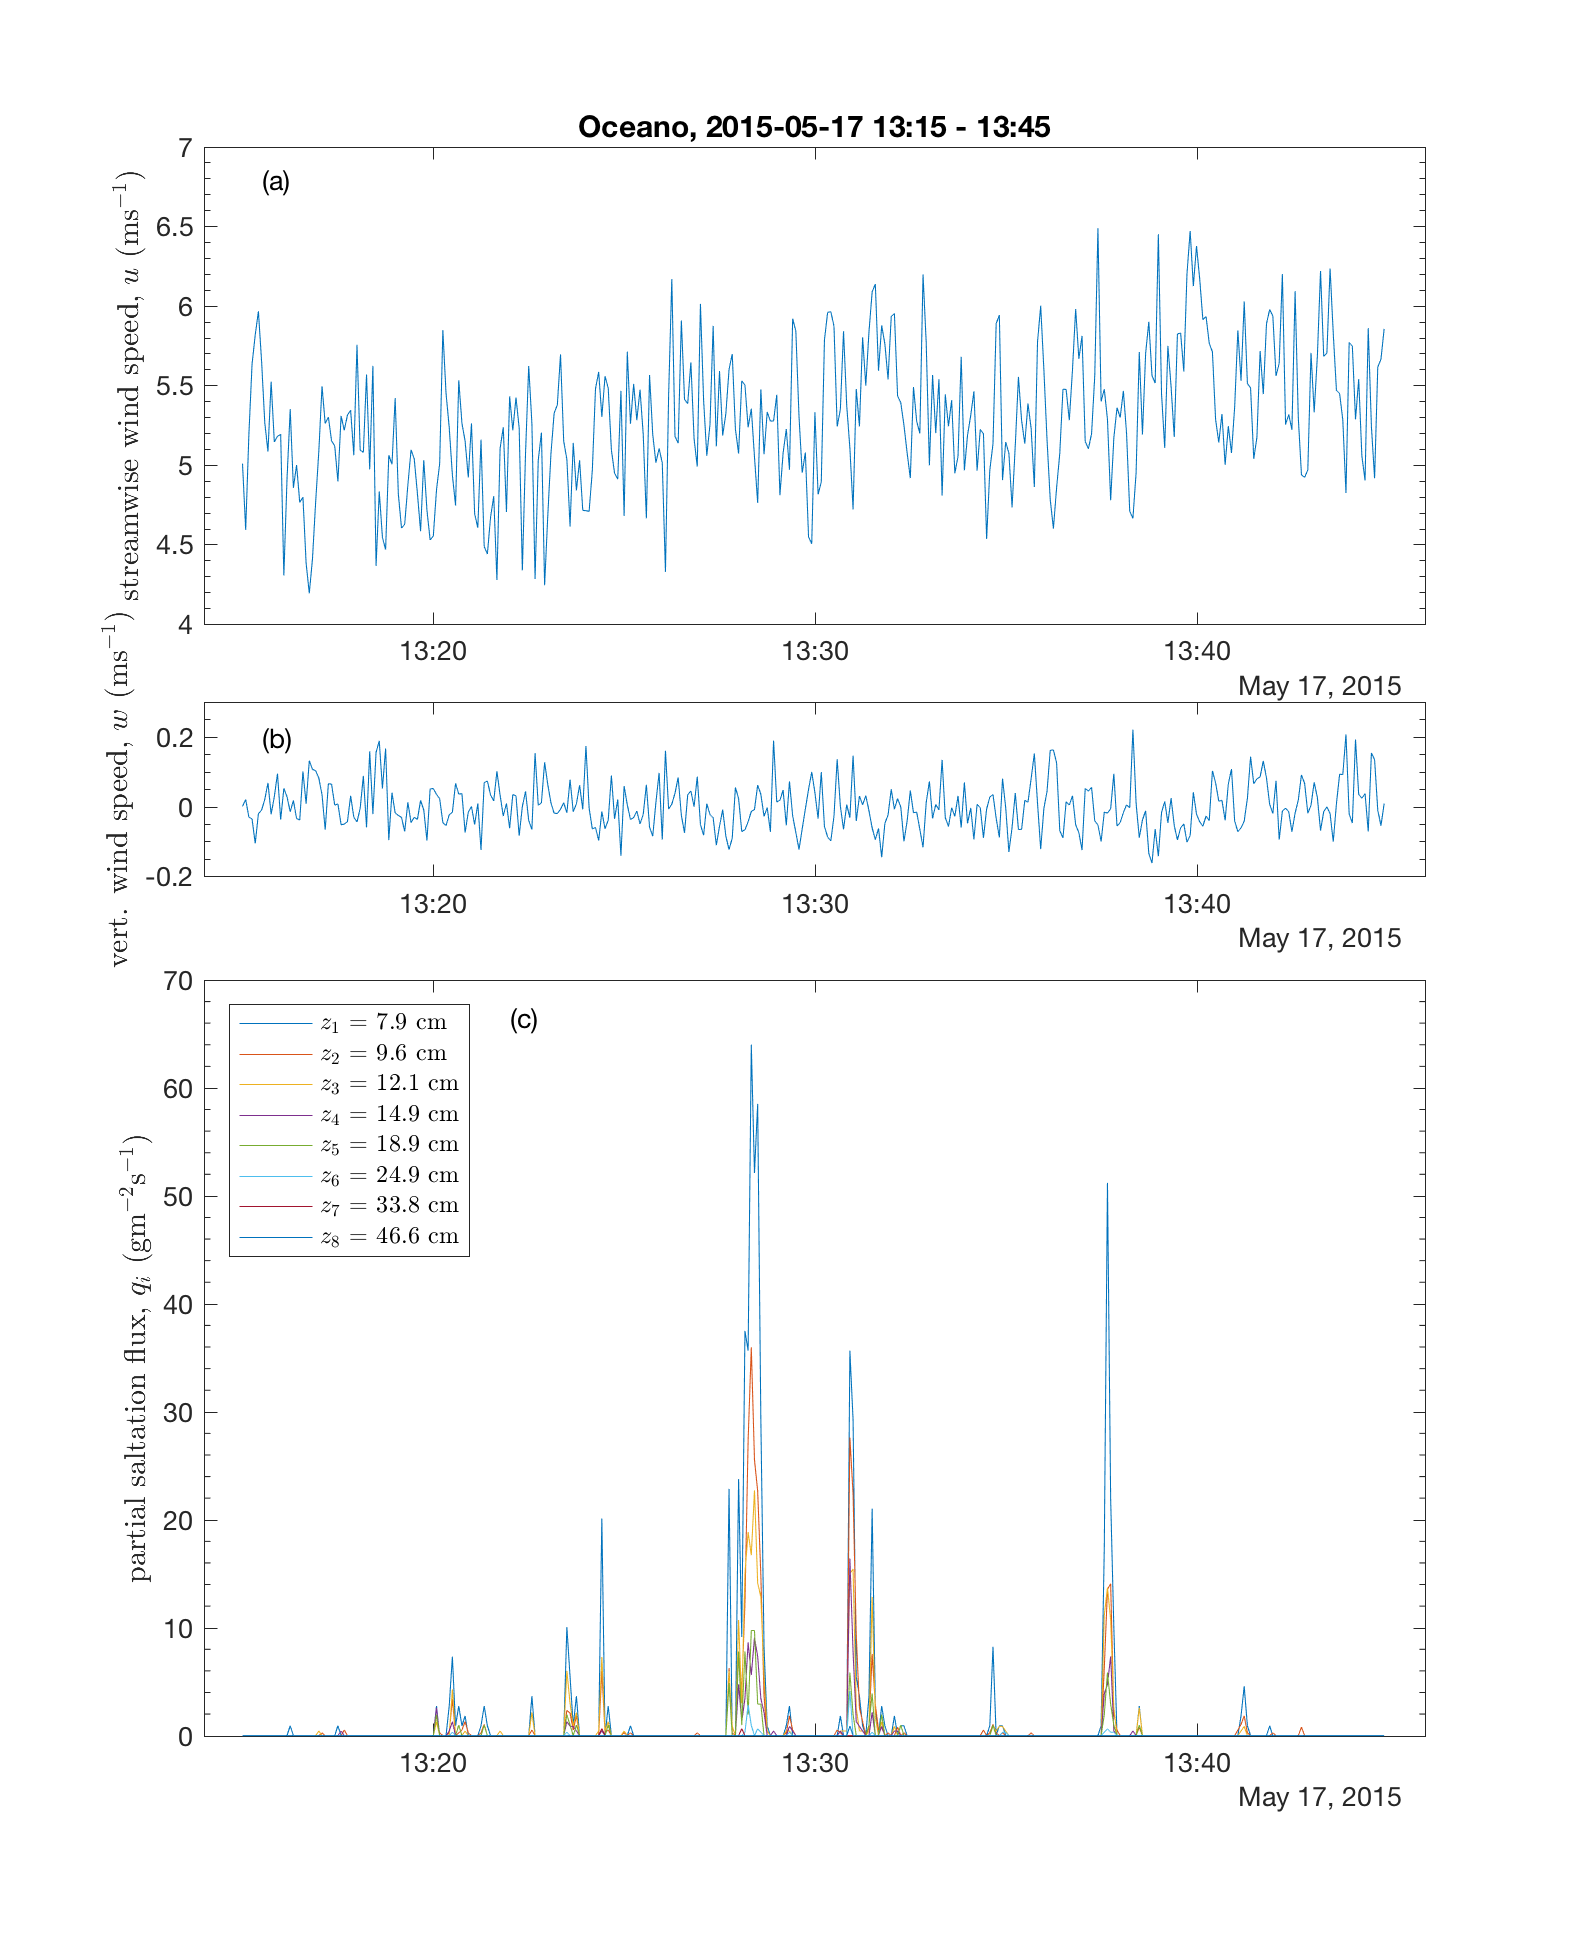 Oceano, 2015-05-17 13:15 - 13:45
(a)
streamwise wind speed, u (ms⁻¹)
7
6.5
6
5.5
5
4.5
4
13:20 13:30 13:40
May 17, 2015
(b)
vert. wind speed, w (ms⁻¹)
0.2
0
-0.2
13:20 13:30 13:40
May 17, 2015
(c)
partial saltation flux, qᵢ (gm⁻²s⁻¹)
70
60
50
40
30
20
10
0
z₁ = 7.9 cm
z₂ = 9.6 cm
z₃ = 12.1 cm
z₄ = 14.9 cm
z₅ = 18.9 cm
z₆ = 24.9 cm
z₇ = 33.8 cm
z₈ = 46.6 cm
13:20 13:30 13:40
May 17, 2015